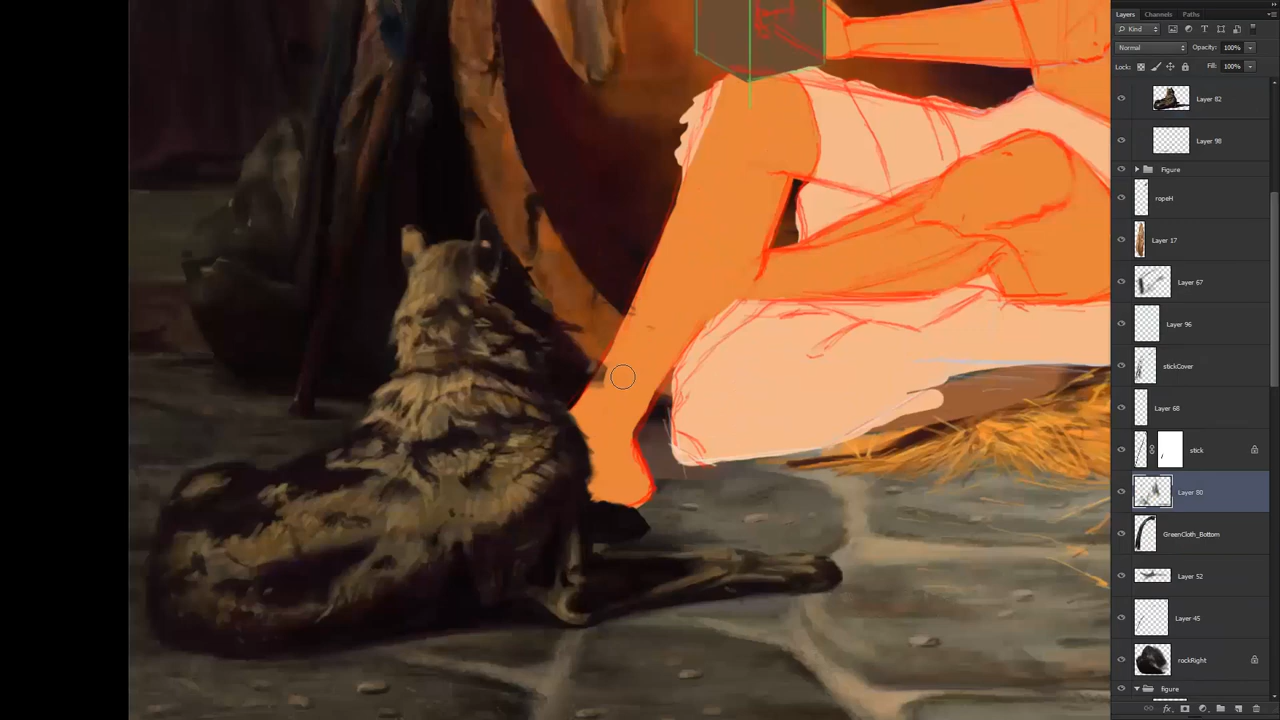 Layers Channels Paths
Kind
Normal Opacity: 100%
Lock: Fill: 100%
Layer 82
Layer 98
Figure
ropeH
Layer 17
Layer 67
Layer 96
stickCover
Layer 68
stick
Layer 80
GreenCloth_Bottom
Layer 52
Layer 45
rockRight
figure
fx